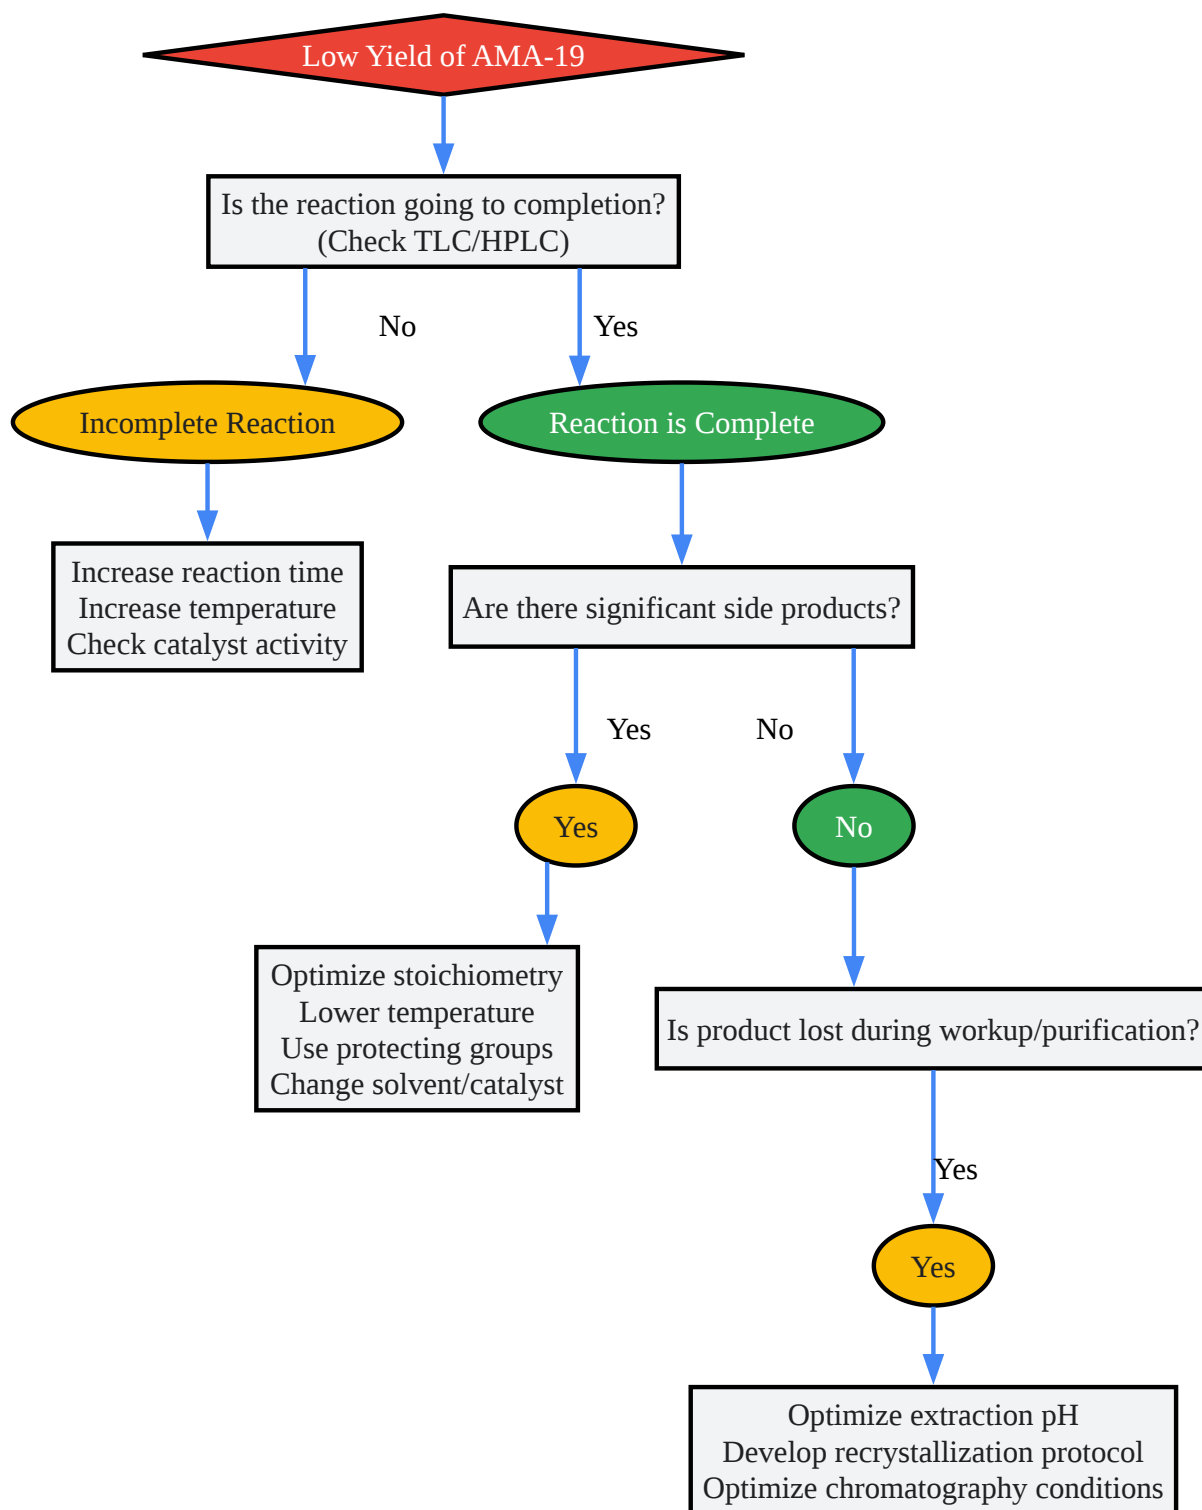 Low Yield of AMA-19
Is the reaction going to completion?
(Check TLC/HPLC)
No
Yes
Incomplete Reaction
Reaction is Complete
Increase reaction time
Increase temperature
Check catalyst activity
Are there significant side products?
Yes
No
Yes
No
Optimize stoichiometry
Lower temperature
Use protecting groups
Change solvent/catalyst
Is product lost during workup/purification?
Yes
Yes
Optimize extraction pH
Develop recrystallization protocol
Optimize chromatography conditions